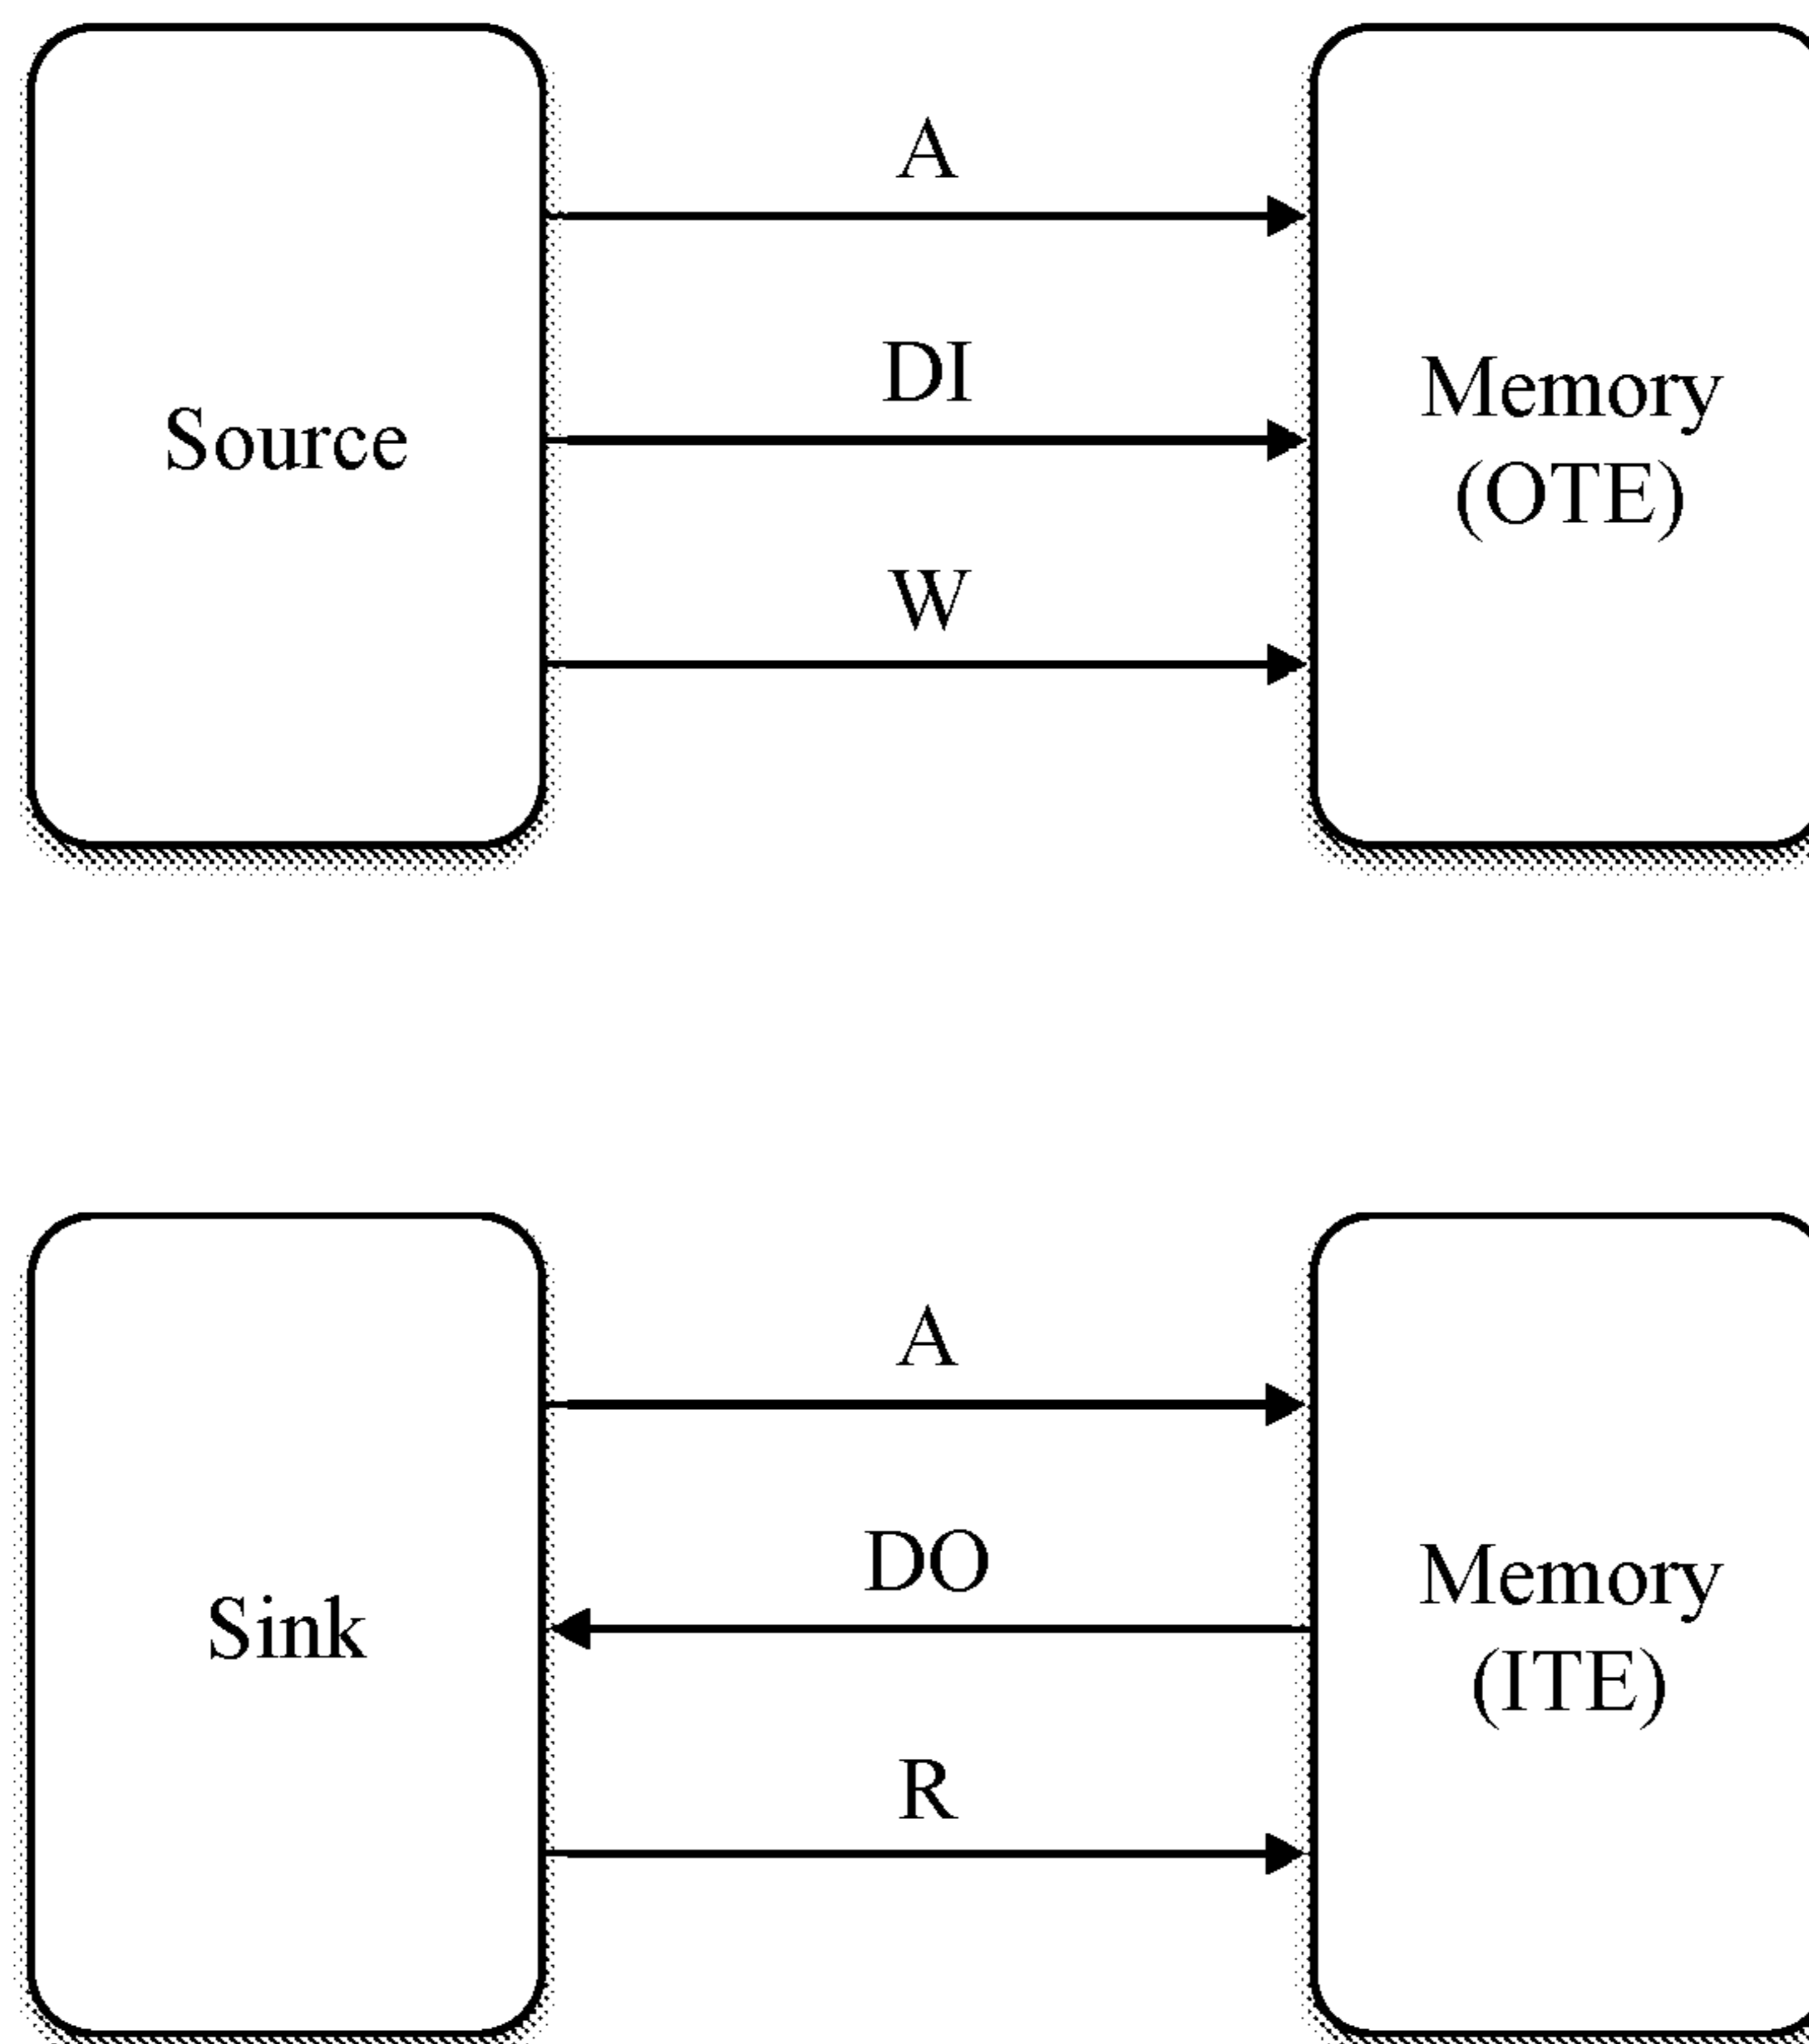 A
DI
W
Source
Memory
(OTE)
A
DO
R
Sink
Memory
(ITE)